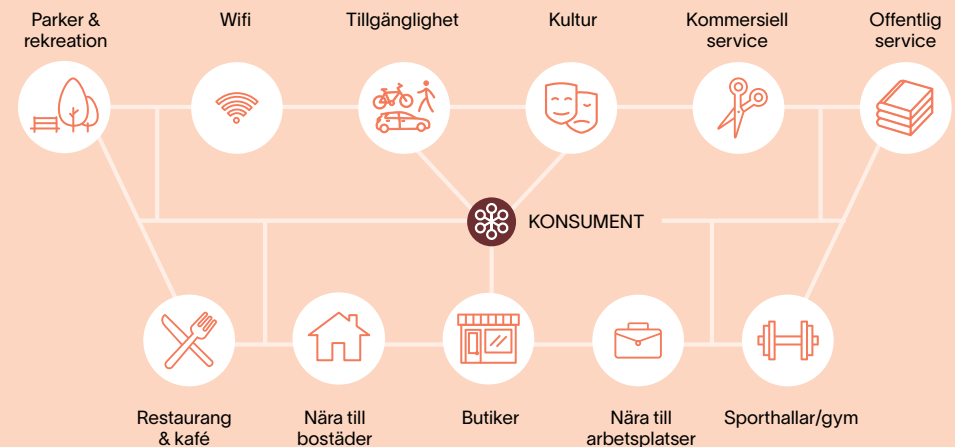 Parker &
rekreation
Wifi
Tillgänglighet
Kultur
Kommersiell
service
Offentlig
service
KONSUMENT
Restaurang
& kafé
Nära till
bostäder
Butiker
Nära till
arbetsplatser
Sporthallar/gym